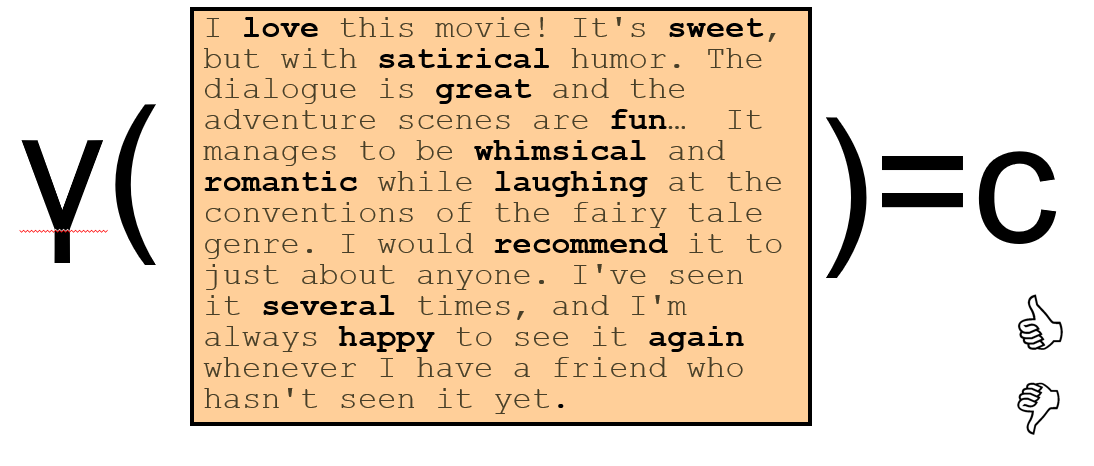 γ(
I love this movie! It's sweet,
but with satirical humor. The
dialogue is great and the
adventure scenes are fun… It
manages to be whimsical and
romantic while laughing at the
conventions of the fairy tale
genre. I would recommend it to
just about anyone. I've seen
it several times, and I'm
always happy to see it again
whenever I have a friend who
hasn't seen it yet.
)=c